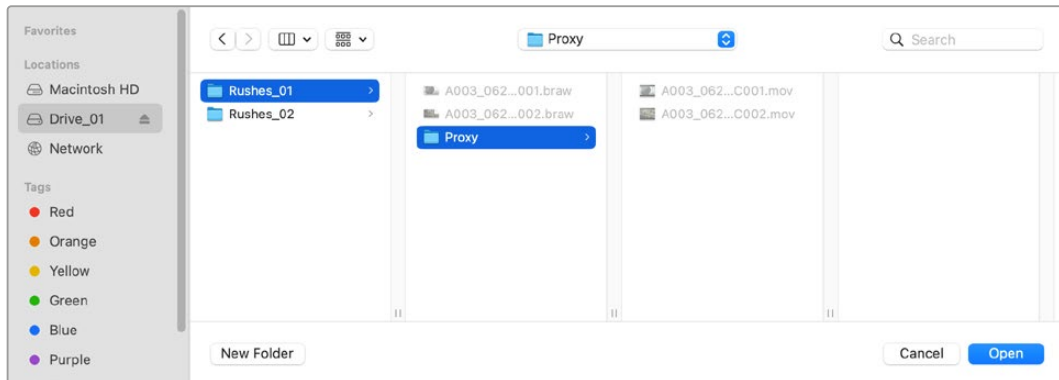 Favorites
Locations
Macintosh HD
Drive_01
Network
Tags
Red
Orange
Yellow
Green
Blue
Purple
Proxy
Search
Rushes_01
Rushes_02
A003_062...001.braw
A003_062...002.braw
Proxy
A003_062...C001.mov
A003_062...C002.mov
New Folder
Cancel
Open